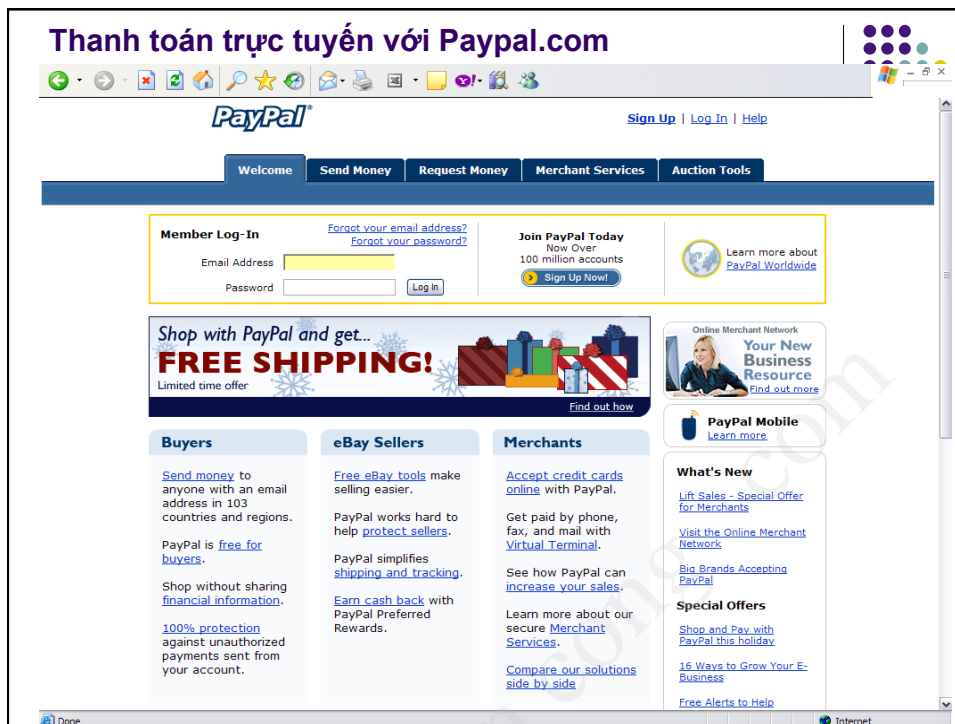 Thanh toán trực tuyến với Paypal.com
PayPal®
Sign Up | Log In | Help
Welcome
Send Money
Request Money
Merchant Services
Auction Tools
Member Log-In
Forgot your email address?
Forgot your password?
Email Address
Password
Log In
Join PayPal Today
Now Over
100 million accounts
Sign Up Now!
Learn more about
PayPal Worldwide
Shop with PayPal and get...
FREE SHIPPING!
Limited time offer
Find out how
Online Merchant Network
Your New
Business
Resource
Find out more
PayPal Mobile
Learn more
Buyers
Send money to
anyone with an email
address in 103
countries and regions.
PayPal is free for
buyers.
Shop without sharing
financial information.
100% protection
against unauthorized
payments sent from
your account.
eBay Sellers
Free eBay tools make
selling easier.
PayPal works hard to
help protect sellers.
PayPal simplifies
shipping and tracking.
Earn cash back with
PayPal Preferred
Rewards.
Merchants
Accept credit cards
online with PayPal.
Get paid by phone,
fax, and mail with
Virtual Terminal.
See how PayPal can
increase your sales.
Learn more about our
secure Merchant
Services.
Compare our solutions
side by side
What's New
Lift Sales - Special Offer
for Merchants
Visit the Online Merchant
Network
Big Brands Accepting
PayPal
Special Offers
Shop and Pay with
PayPal this holiday
16 Ways to Grow Your E-
Business
Free Alerts to Help
Done
Internet